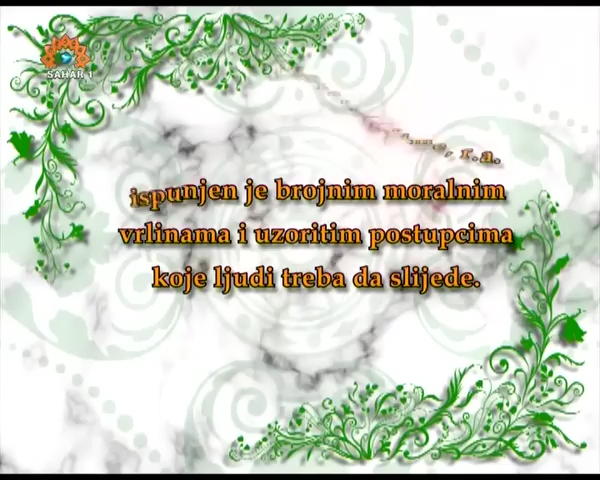 SAHAR 1
r.a.
ispunjen je brojnim moralnim
vrlinama i uzoritim postupcima
koje ljudi treba da slijede.